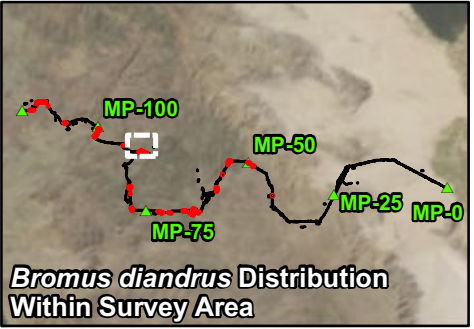 MP-100
MP-50
MP-25
MP-0
MP-75
Bromus diandrus Distribution
Within Survey Area